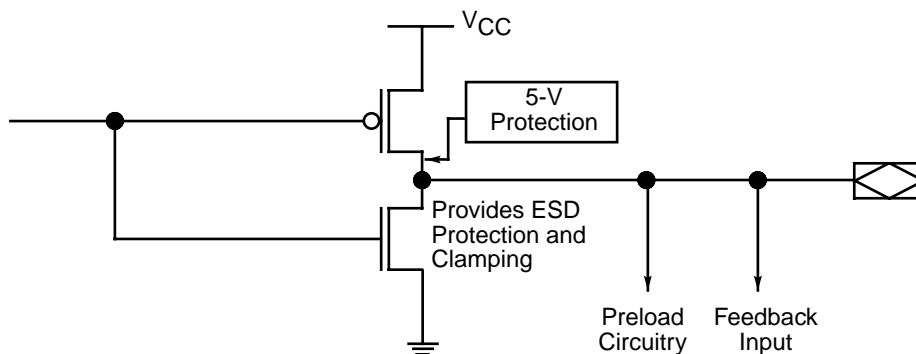 VCC
5-V
Protection
Provides ESD
Protection and
Clamping
Preload
Circuitry
Feedback
Input